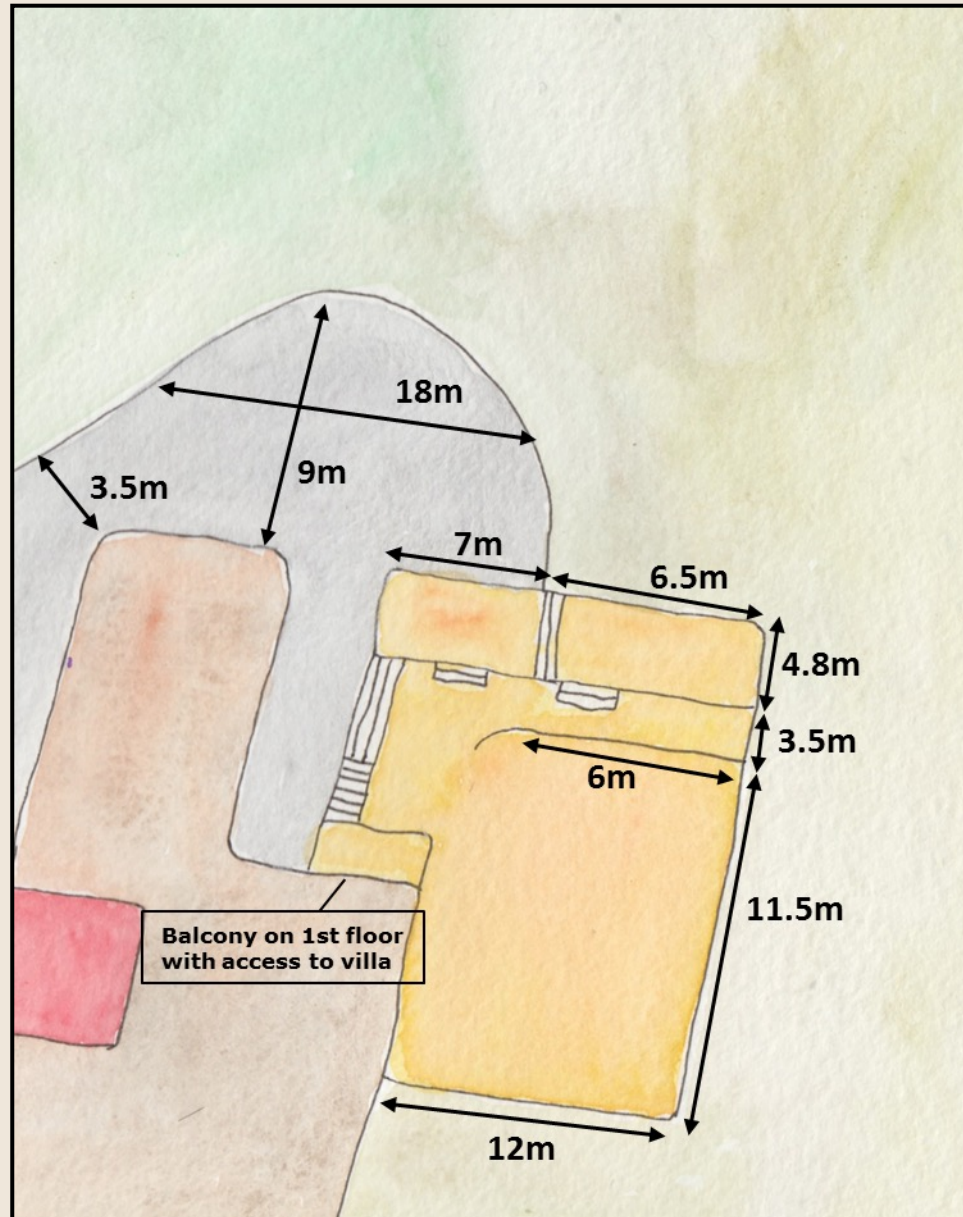 18m
9m
3.5m
7m
6.5m
4.8m
3.5m
6m
11.5m
Balcony on 1st floor
with access to villa
12m